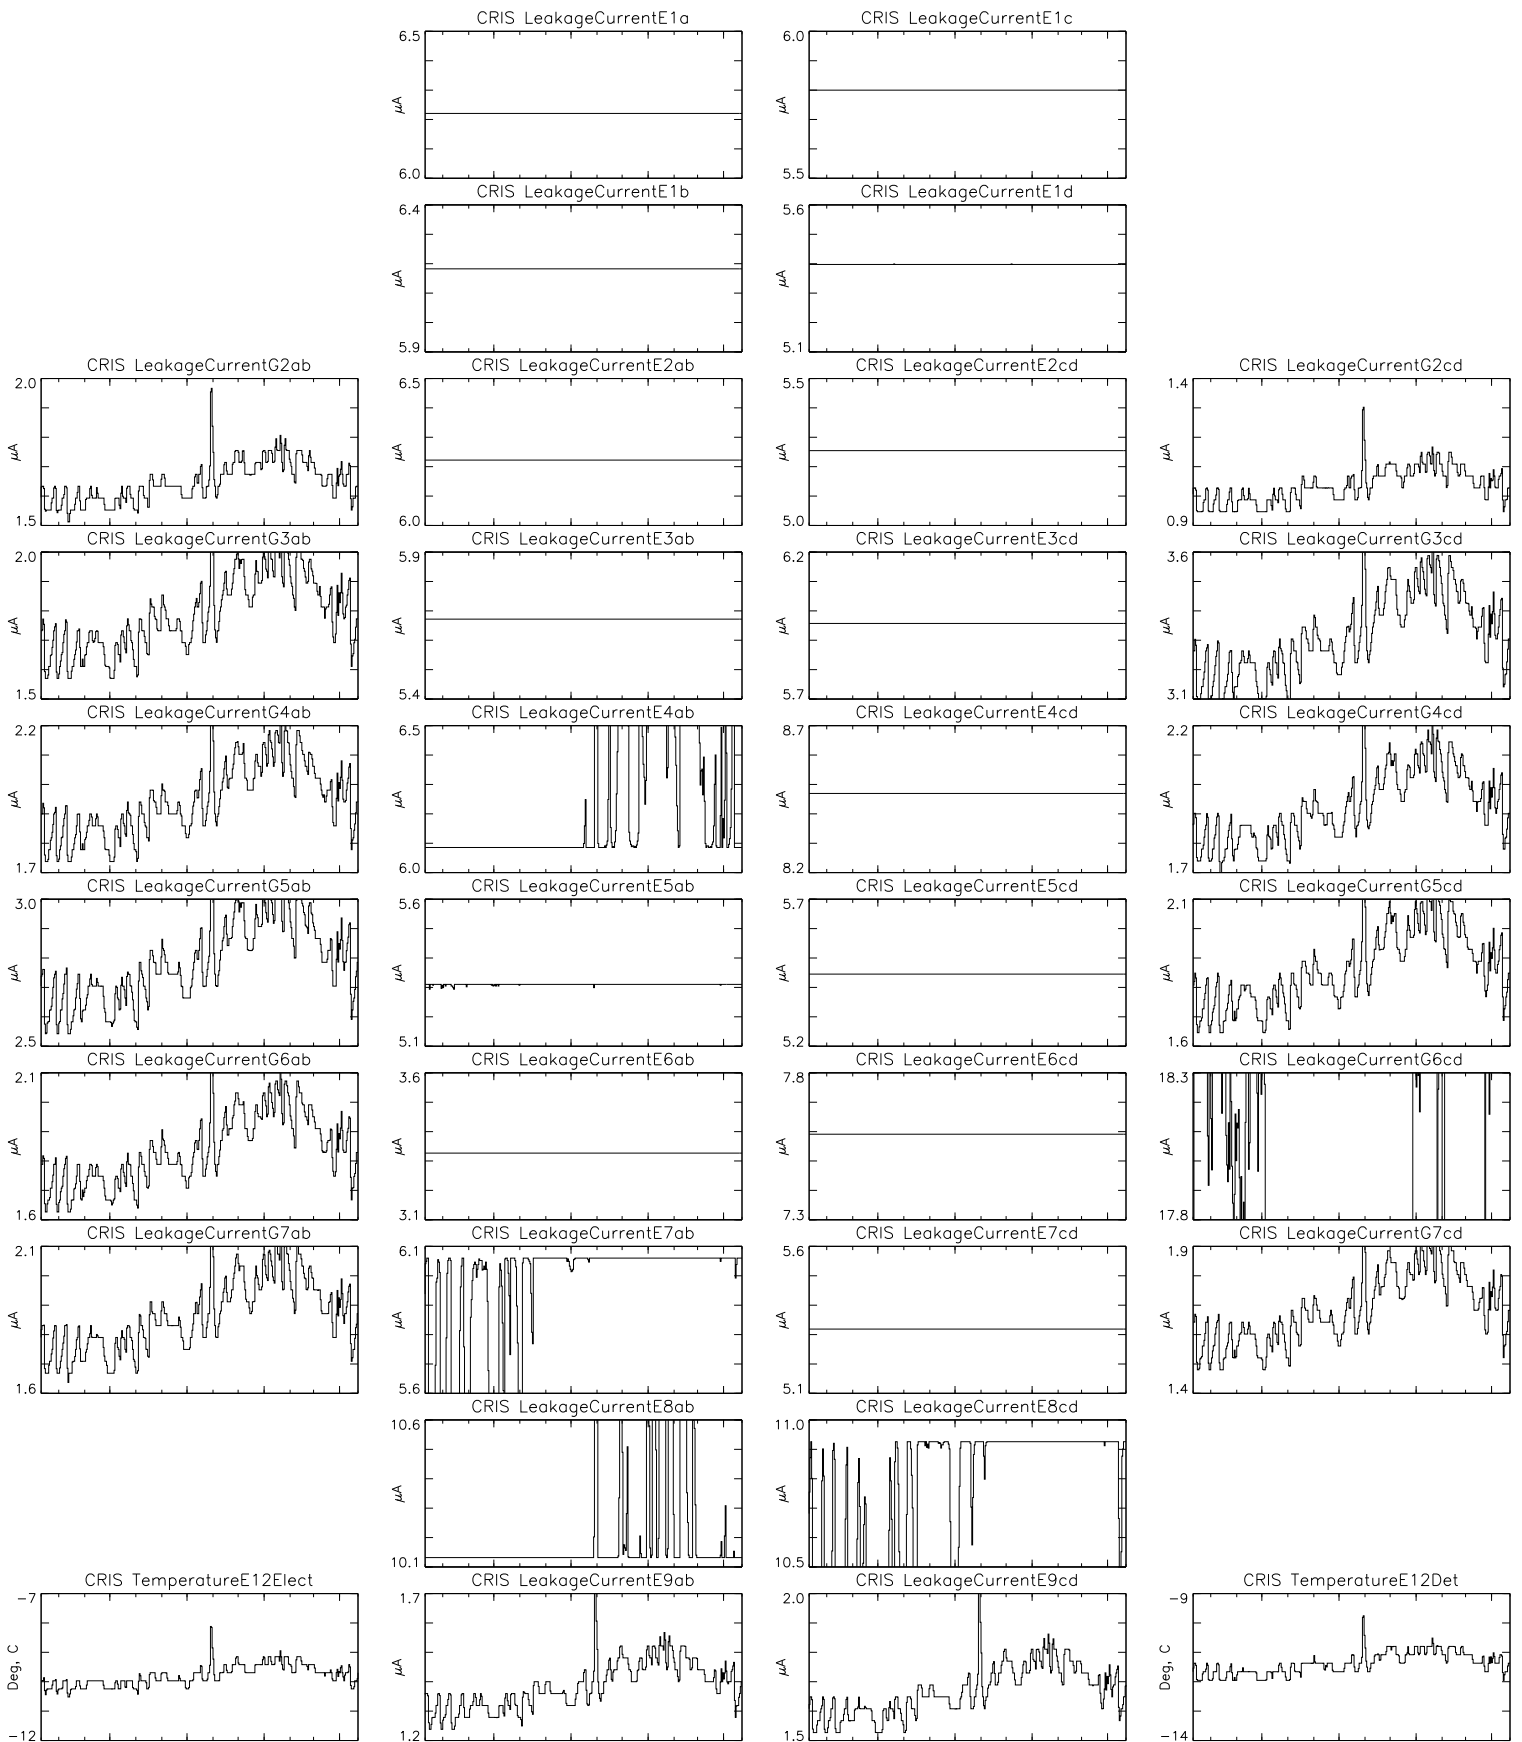 CRIS LeakageCurrentE1a
CRIS LeakageCurrentE1c
6.5
µA
6.0
6.0
µA
5.5
CRIS LeakageCurrentE1b
CRIS LeakageCurrentE1d
6.4
µA
5.9
5.6
µA
5.1
CRIS LeakageCurrentG2ab
CRIS LeakageCurrentE2ab
CRIS LeakageCurrentE2cd
CRIS LeakageCurrentG2cd
2.0
µA
1.5
6.5
µA
6.0
5.5
µA
5.0
1.4
µA
0.9
CRIS LeakageCurrentG3ab
CRIS LeakageCurrentE3ab
CRIS LeakageCurrentE3cd
CRIS LeakageCurrentG3cd
2.0
µA
1.5
5.9
µA
5.4
6.2
µA
5.7
3.6
µA
3.1
CRIS LeakageCurrentG4ab
CRIS LeakageCurrentE4ab
CRIS LeakageCurrentE4cd
CRIS LeakageCurrentG4cd
2.2
µA
1.7
6.5
µA
6.0
8.7
µA
8.2
2.2
µA
1.7
CRIS LeakageCurrentG5ab
CRIS LeakageCurrentE5ab
CRIS LeakageCurrentE5cd
CRIS LeakageCurrentG5cd
3.0
µA
2.5
5.6
µA
5.1
5.7
µA
5.2
2.1
µA
1.6
CRIS LeakageCurrentG6ab
CRIS LeakageCurrentE6ab
CRIS LeakageCurrentE6cd
CRIS LeakageCurrentG6cd
2.1
µA
1.6
3.6
µA
3.1
7.8
µA
7.3
18.3
µA
17.8
CRIS LeakageCurrentG7ab
CRIS LeakageCurrentE7ab
CRIS LeakageCurrentE7cd
CRIS LeakageCurrentG7cd
2.1
µA
1.6
6.1
µA
5.6
5.6
µA
5.1
1.9
µA
1.4
CRIS LeakageCurrentE8ab
CRIS LeakageCurrentE8cd
10.6
µA
10.1
11.0
µA
10.5
CRIS TemperatureE12Elect
CRIS LeakageCurrentE9ab
CRIS LeakageCurrentE9cd
CRIS TemperatureE12Det
-7
Deg, C
-12
1.7
µA
1.2
2.0
µA
1.5
-9
Deg, C
-14